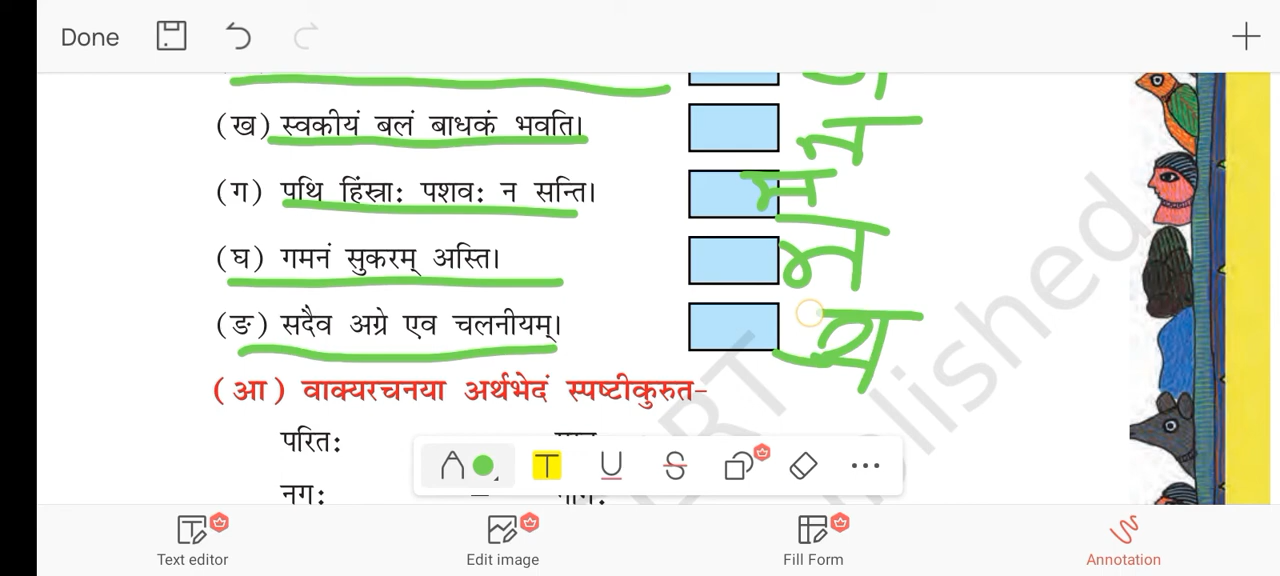 Done
(ख) स्वकीयं बलं बाधकं भवति। न
(ग) पथि हिंस्राः पशवः न सन्ति। म
(घ) गमनं सुकरम् अस्ति। न
(ङ) सदैव अग्रे एव चलनीयम्।
(आ) वाक्यरचनया अर्थभेदं स्पष्टीकुरुत-
परितः
नगः
Text editor Edit image Fill Form Annotation